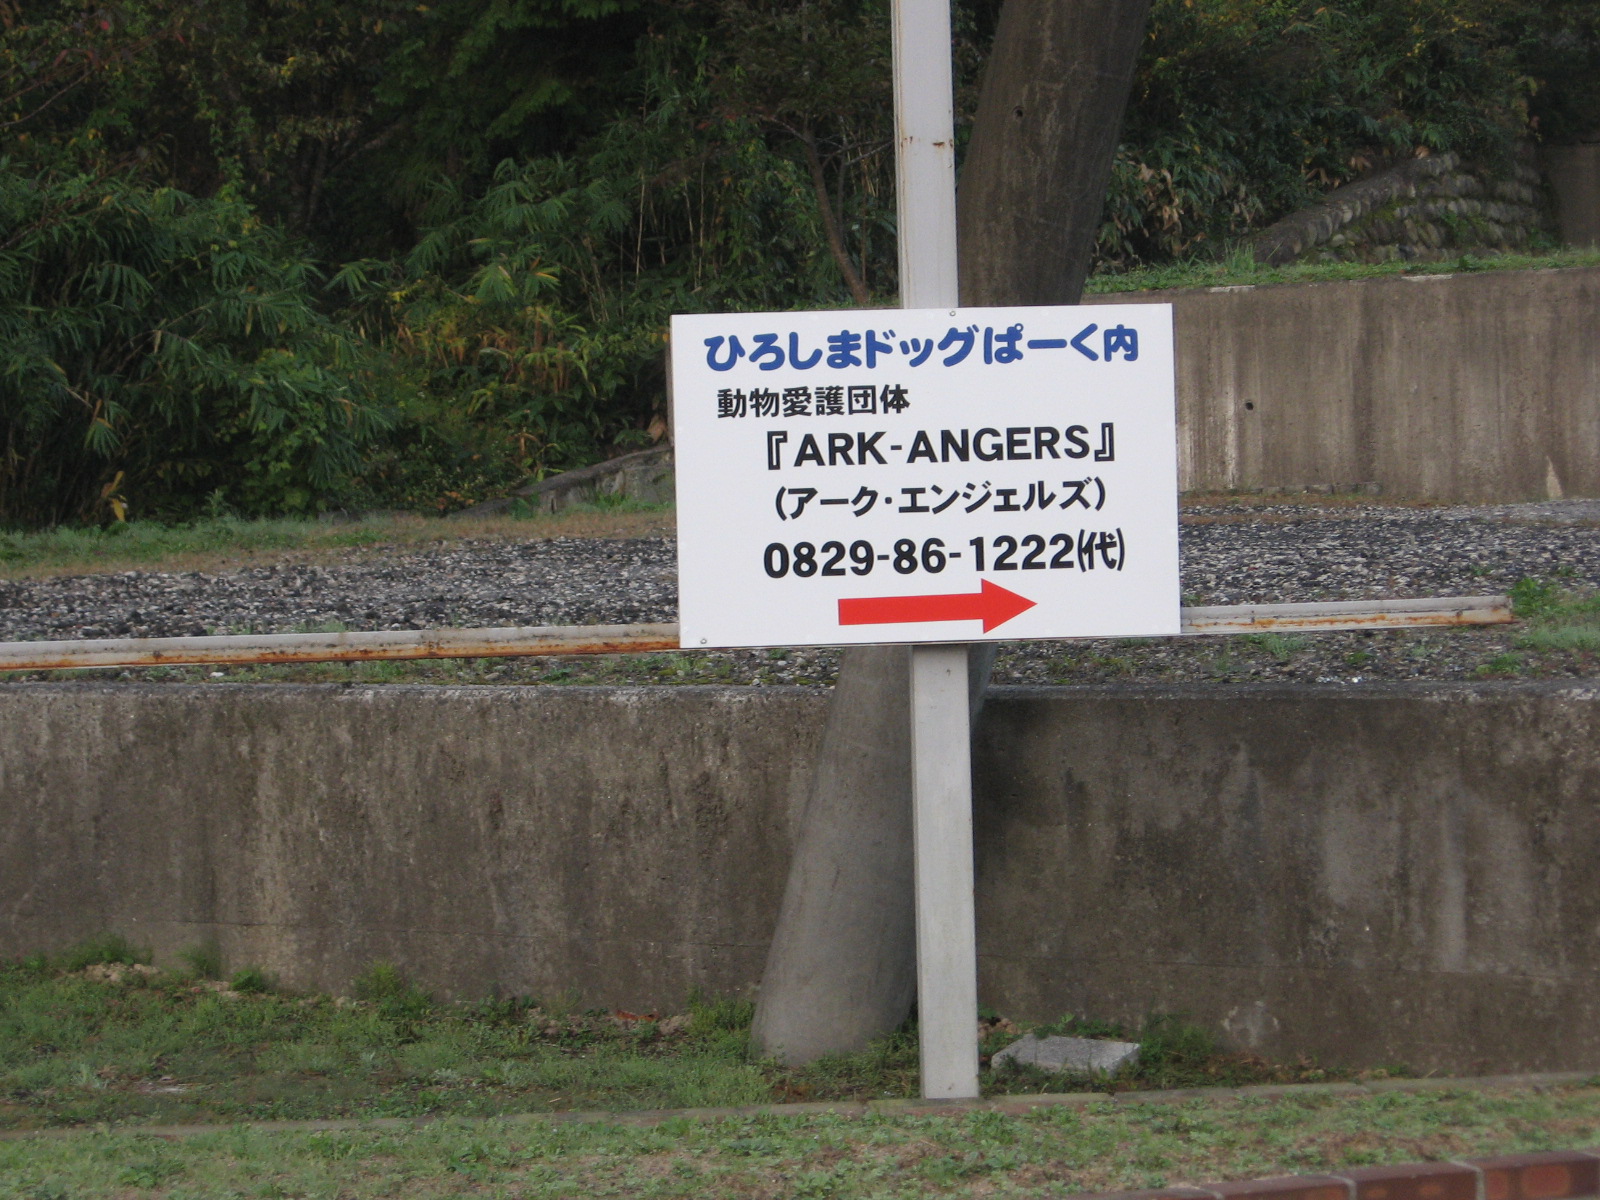 ひろしまドッグぱーく内
動物愛護団体
『ARK-ANGERS』
(アーク・エンジェルズ)
0829-86-1222㈹